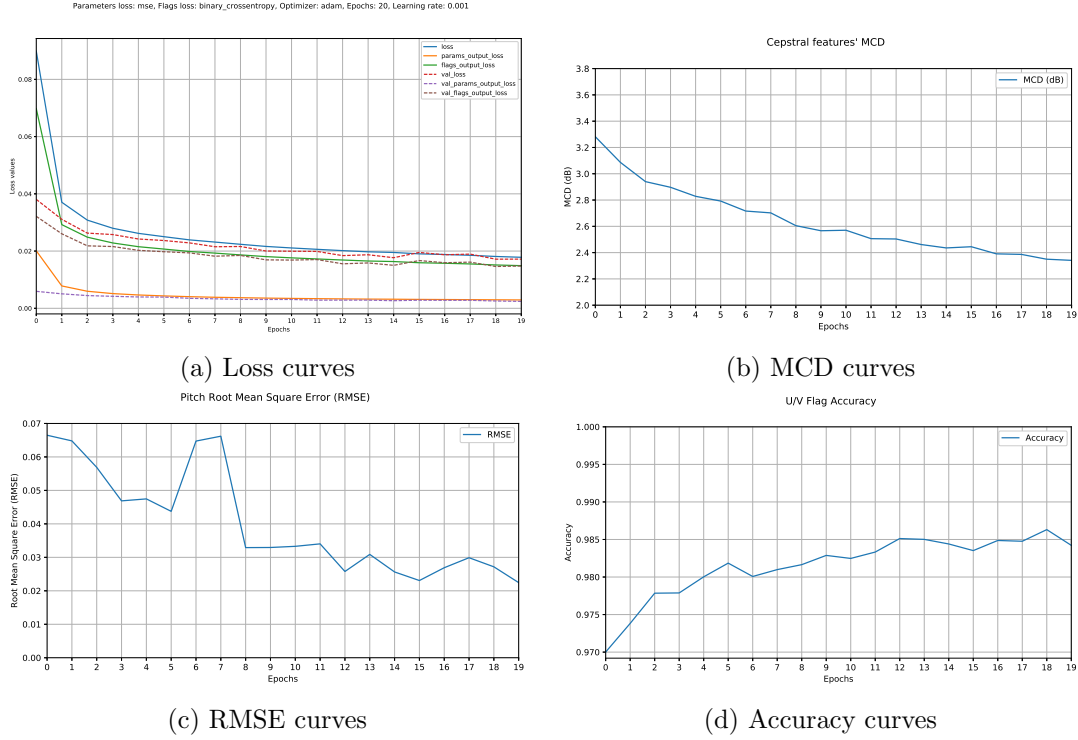 Parameters loss: mse, Flags loss: binary_crossentropy, Optimizer: adam, Epochs: 20, Learning rate: 0.001
loss
params_output_loss
flags_output_loss
val_loss
val_params_output_loss
val_flags_output_loss
0.08
0.06
0.04
0.02
0.00
Loss values
0 1 2 3 4 5 6 7 8 9 10 11 12 13 14 15 16 17 18 19
Epochs
(a) Loss curves
Cepstral features' MCD
MCD (dB)
3.8
3.6
3.4
3.2
3.0
2.8
2.6
2.4
2.2
2.0
MCD (dB)
0 1 2 3 4 5 6 7 8 9 10 11 12 13 14 15 16 17 18 19
Epochs
(b) MCD curves
Pitch Root Mean Square Error (RMSE)
RMSE
0.07
0.06
0.05
0.04
0.03
0.02
0.01
0.00
Root Mean Square Error (RMSE)
0 1 2 3 4 5 6 7 8 9 10 11 12 13 14 15 16 17 18 19
Epochs
(c) RMSE curves
U/V Flag Accuracy
Accuracy
1.000
0.995
0.990
0.985
0.980
0.975
0.970
Accuracy
0 1 2 3 4 5 6 7 8 9 10 11 12 13 14 15 16 17 18 19
Epochs
(d) Accuracy curves